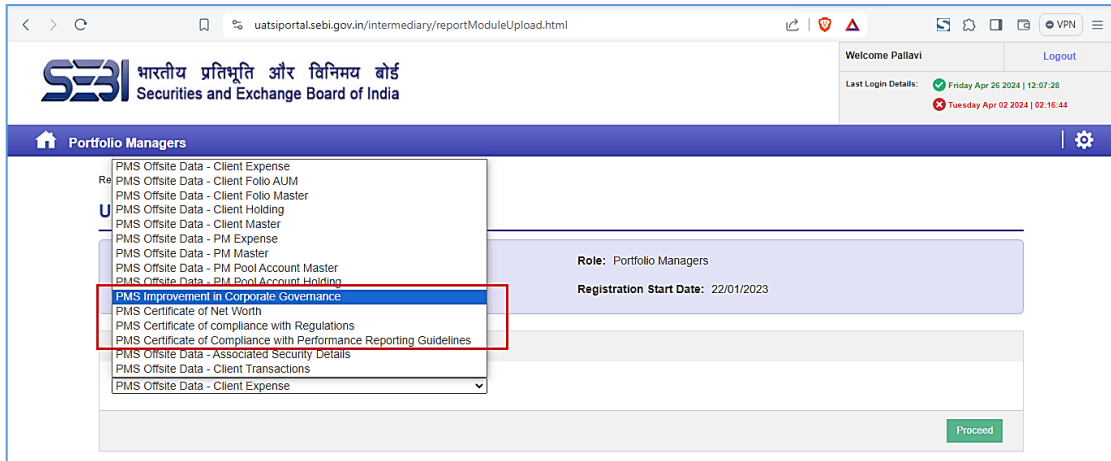 uatsiportal.sebi.gov.in/intermediary/reportModuleUpload.html
VPN
SEBI
भारतीय प्रतिभूति और विनिमय बोर्ड
Securities and Exchange Board of India
Welcome Pallavi
Logout
Last Login Details:
Friday Apr 26 2024 | 12:07:28
Tuesday Apr 02 2024 | 02:16:44
Portfolio Managers
Re
U
PMS Offsite Data - Client Expense
PMS Offsite Data - Client Folio AUM
PMS Offsite Data - Client Folio Master
PMS Offsite Data - Client Holding
PMS Offsite Data - Client Master
PMS Offsite Data - PM Expense
PMS Offsite Data - PM Master
PMS Offsite Data - PM Pool Account Master
PMS Offsite Data - PM Pool Account Holding
PMS Improvement in Corporate Governance
PMS Certificate of Net Worth
PMS Certificate of compliance with Regulations
PMS Certificate of Compliance with Performance Reporting Guidelines
PMS Offsite Data - Associated Security Details
PMS Offsite Data - Client Transactions
PMS Offsite Data - Client Expense
Role: Portfolio Managers
Registration Start Date: 22/01/2023
Proceed